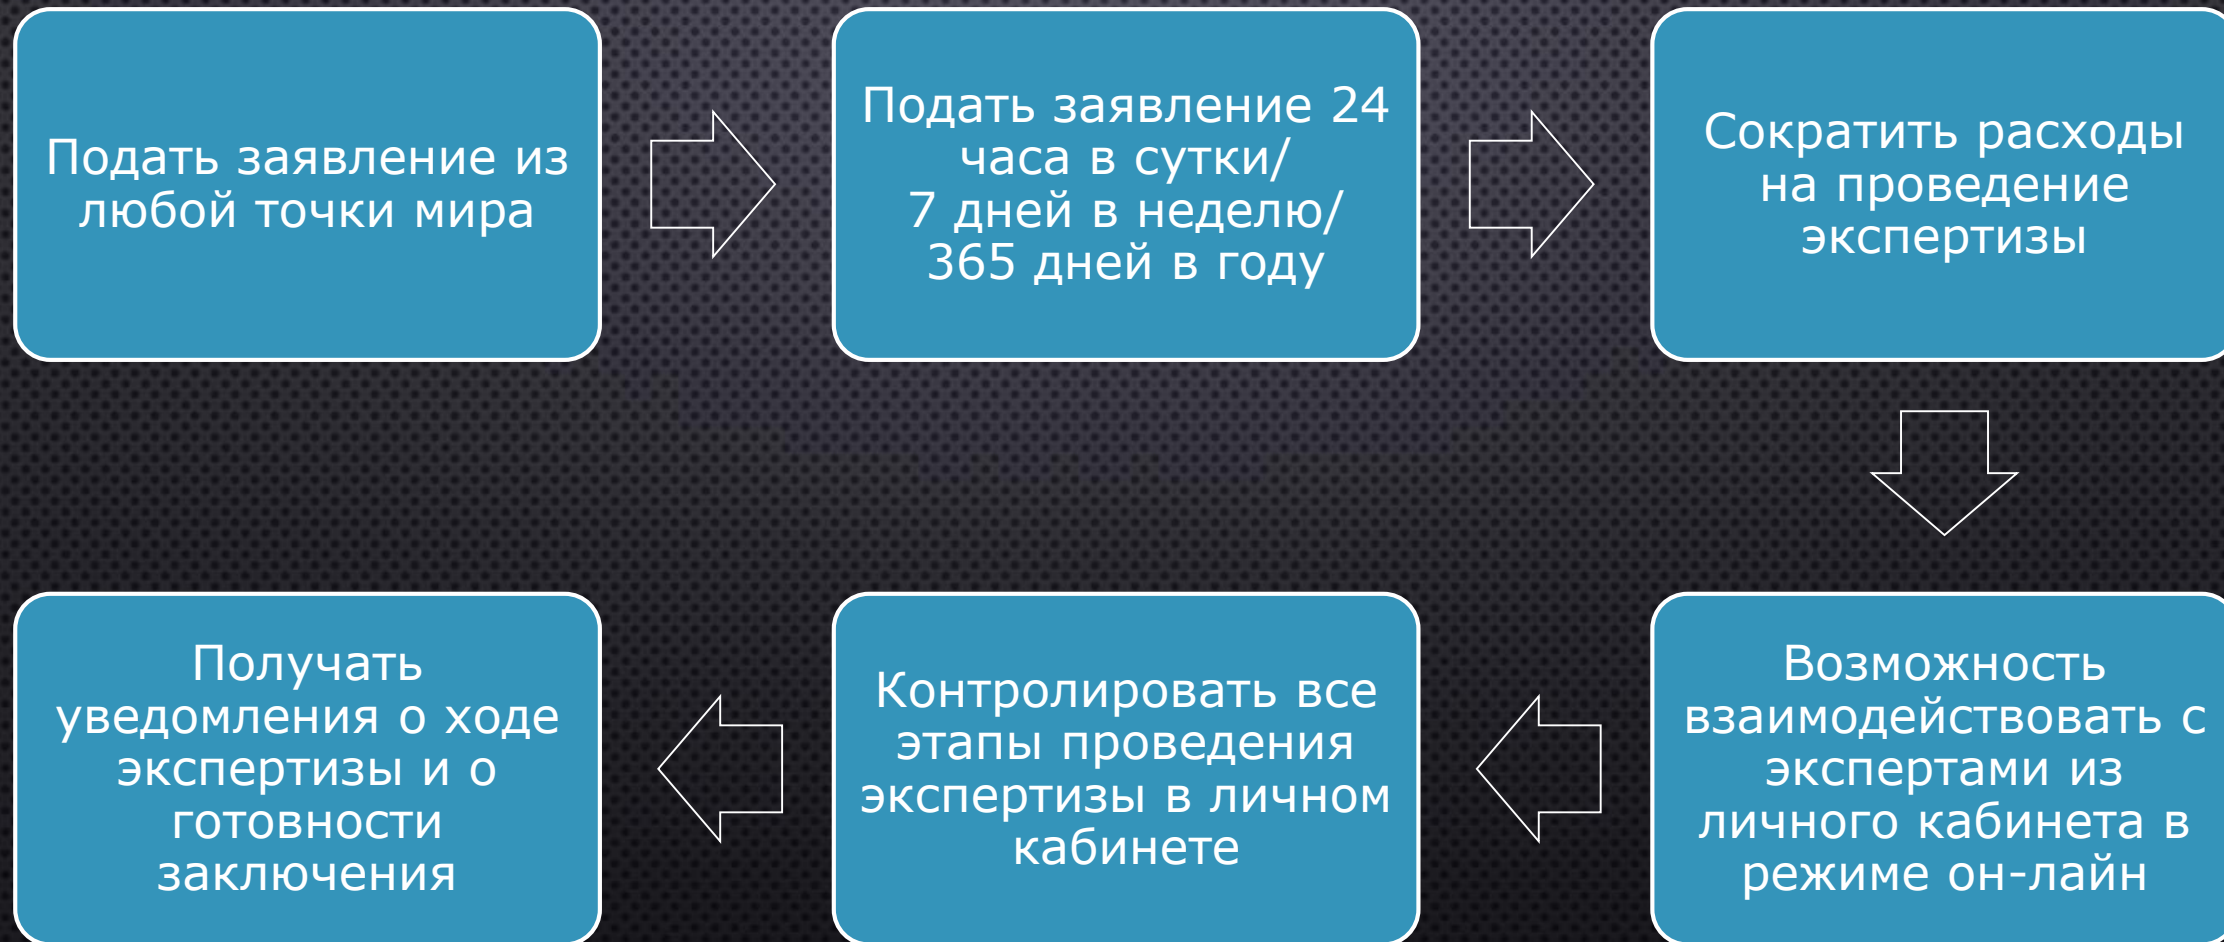 Подать заявление из
любой точки мира
Подать заявление 24
часа в сутки/
7 дней в неделю/
365 дней в году
Сократить расходы
на проведение
экспертизы
Возможность
взаимодействовать с
экспертами из
личного кабинета в
режиме он-лайн
Контролировать все
этапы проведения
экспертизы в личном
кабинете
Получать
уведомления о ходе
экспертизы и о
готовности
заключения